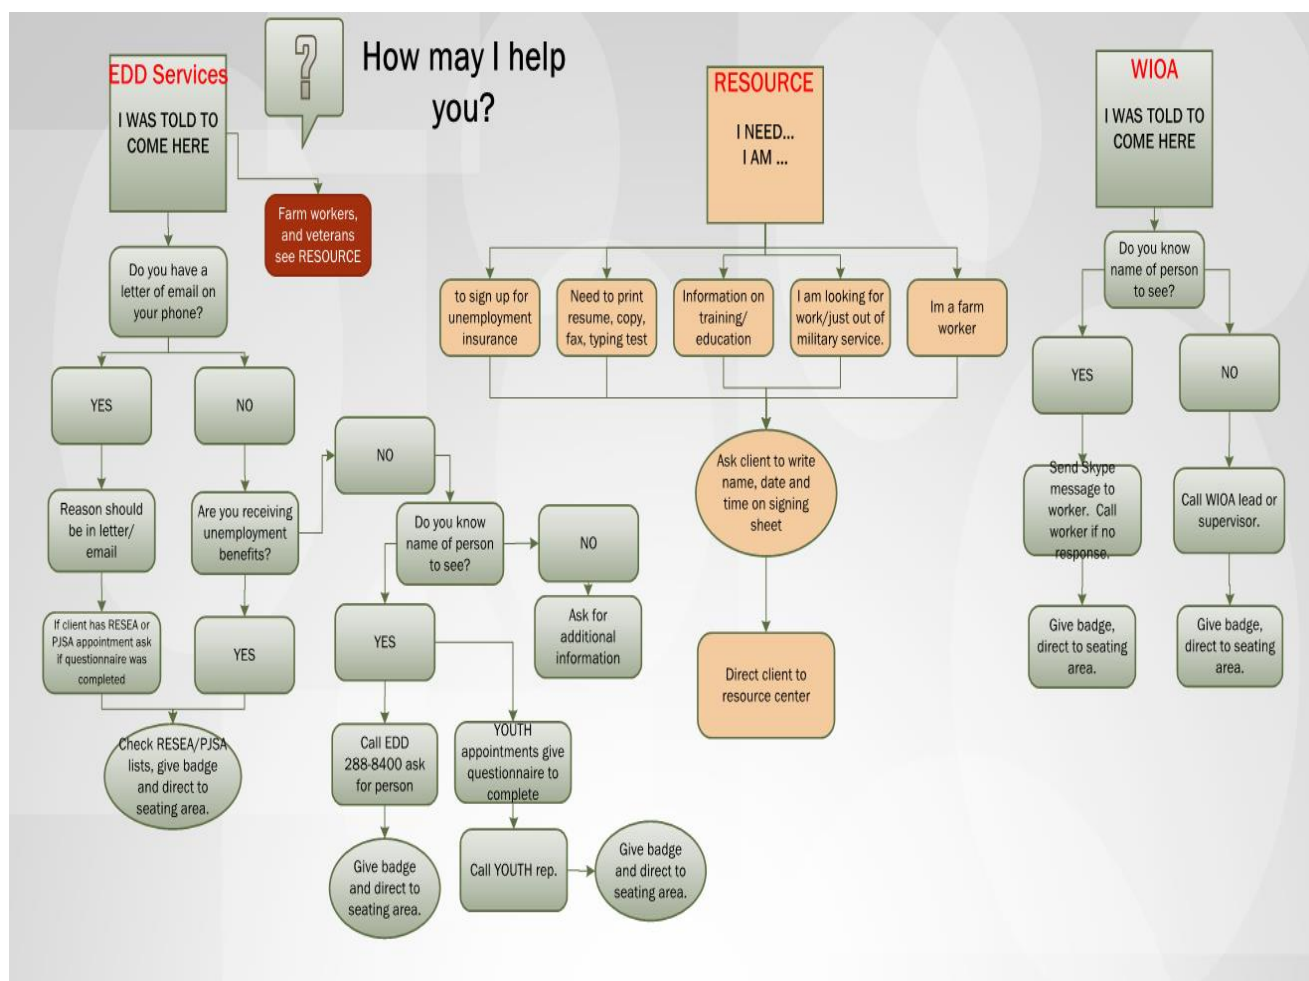 How may I help
you?
EDD Services
I WAS TOLD TO
COME HERE
Farm workers,
and veterans
see RESOURCE
Do you have a
letter of email on
your phone?
YES
NO
Reason should
be in letter/
email
Are you receiving
unemployment
benefits?
If client has RESEA or
PJSA appointment ask
if questionnaire was
completed
YES
Check RESEA/PJSA
lists, give badge
and direct to
seating area.
NO
Do you know
name of person
to see?
NO
Ask for
additional
information
YES
Call EDD
288-8400 ask
for person
Give badge
and direct to
seating area.
YOUTH
appointments give
questionnaire to
complete
Call YOUTH rep.
Give badge
and direct to
seating area.
RESOURCE
I NEED...
I AM ...
to sign up for
unemployment
insurance
Need to print
resume, copy,
fax, typing test
Information on
training/
education
I am looking for
work/just out of
military service.
Im a farm
worker
Ask client to write
name, date and
time on signing
sheet
Direct client to
resource center
WIOA
I WAS TOLD TO
COME HERE
Do you know
name of person
to see?
YES
NO
Send Skype
message to
worker. Call
worker if no
response.
Call WIOA lead or
supervisor.
Give badge,
direct to seating
area.
Give badge,
direct to seating
area.